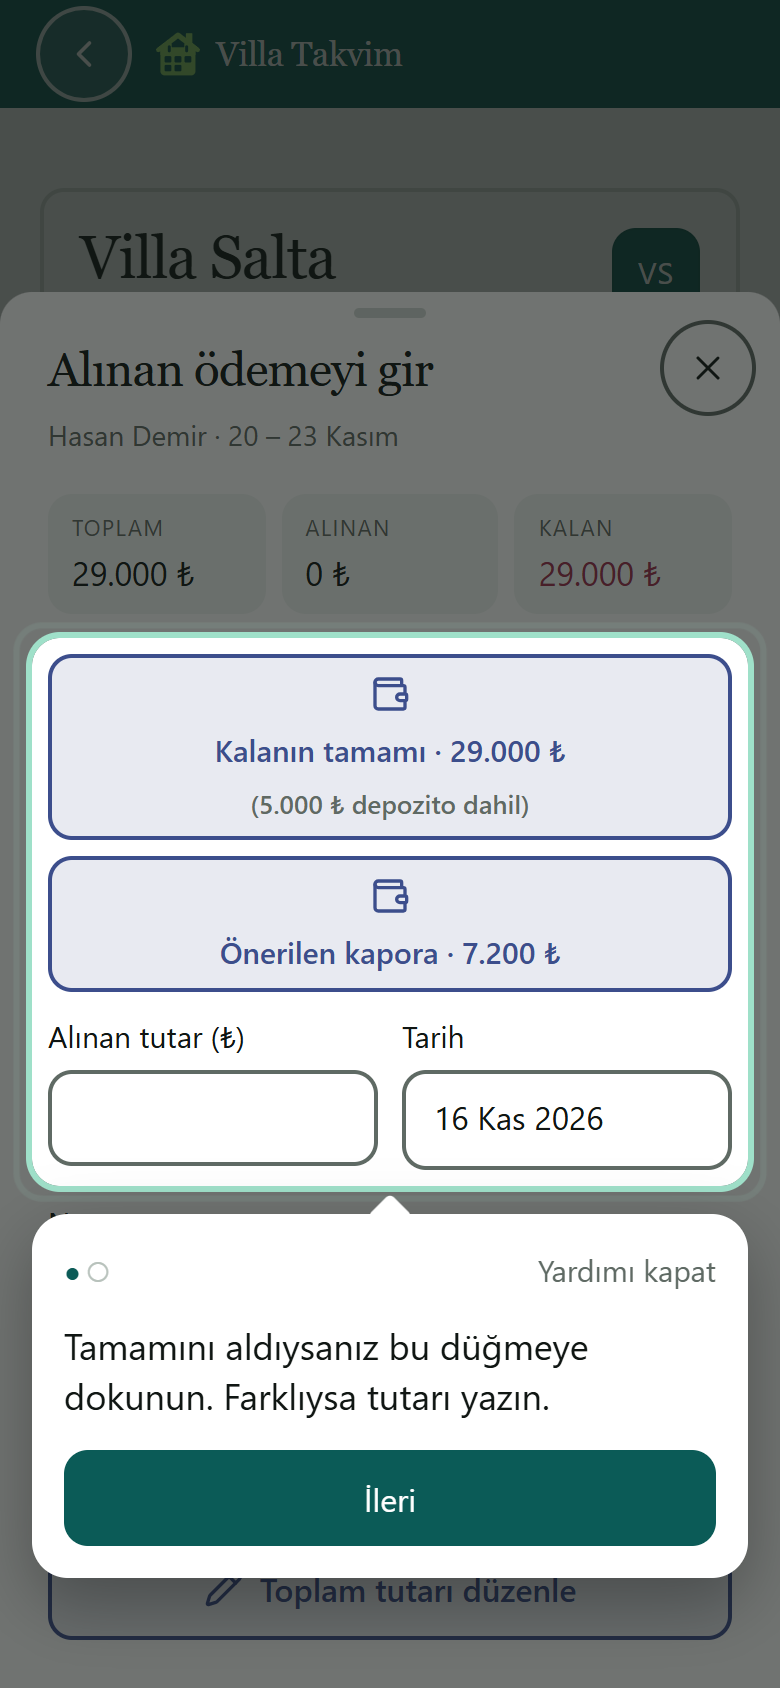 Villa Takvim
Villa Salta
VS
Alınan ödemeyi gir
Hasan Demir · 20 – 23 Kasım
TOPLAM
29.000 ₺
ALINAN
0 ₺
KALAN
29.000 ₺
Kalanın tamamı · 29.000 ₺
(5.000 ₺ depozito dahil)
Önerilen kapora · 7.200 ₺
Alınan tutar (₺)
Tarih
16 Kas 2026
Yardımı kapat
Tamamını aldıysanız bu düğmeye
dokunun. Farklıysa tutarı yazın.
İleri
Toplam tutarı düzenle